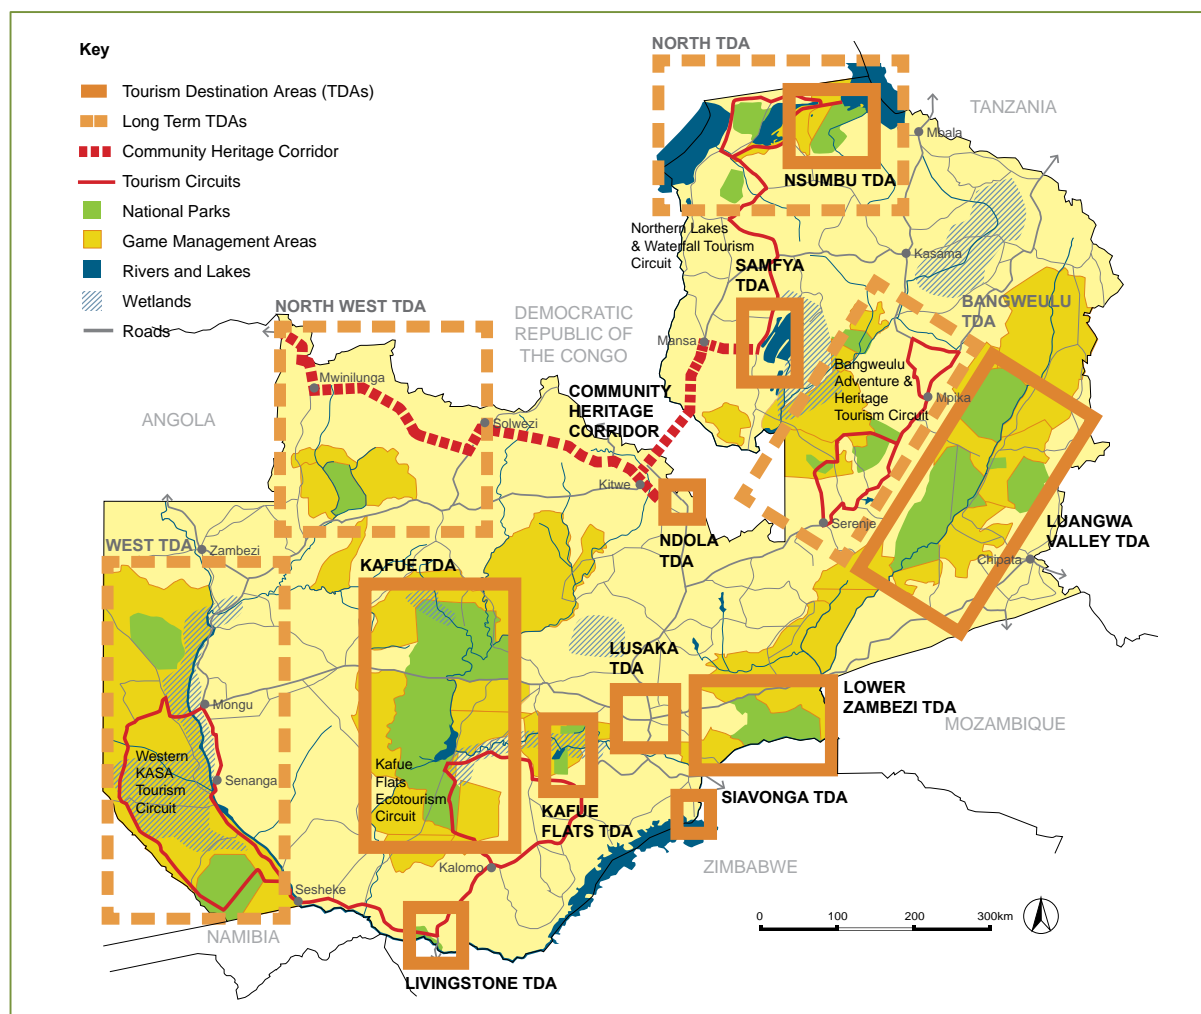 Key
Tourism Destination Areas (TDAs)
Long Term TDAs
Community Heritage Corridor
Tourism Circuits
National Parks
Game Management Areas
Rivers and Lakes
Wetlands
Roads
NORTH TDA
TANZANIA
Mbala
NSUMBU TDA
Northern Lakes
& Waterfall Tourism
Circuit
Kasama
SAMFYA
TDA
NORTH WEST TDA
DEMOCRATIC
REPUBLIC OF
THE CONGO
BANGWEULU
TDA
Mansa
Bangweulu
Adventure &
Heritage
Tourism Circuit
Mpika
Mwinilunga
COMMUNITY
HERITAGE
CORRIDOR
ANGOLA
Solwezi
Kitwe
Serenje
LUANGWA
VALLEY TDA
NDOLA
TDA
Chipata
WEST TDA
Zambezi
KAFUE TDA
LUSAKA
TDA
LOWER
ZAMBEZI TDA
MOZAMBIQUE
Mongu
Western
KASA
Tourism
Circuit
Senanga
Kafue
Flats
Ecotourism
Circuit
KAFUE
FLATS TDA
SIAVONGA TDA
ZIMBABWE
Kalomo
Sesheke
NAMIBIA
LIVINGSTONE TDA
0 100 200 300km